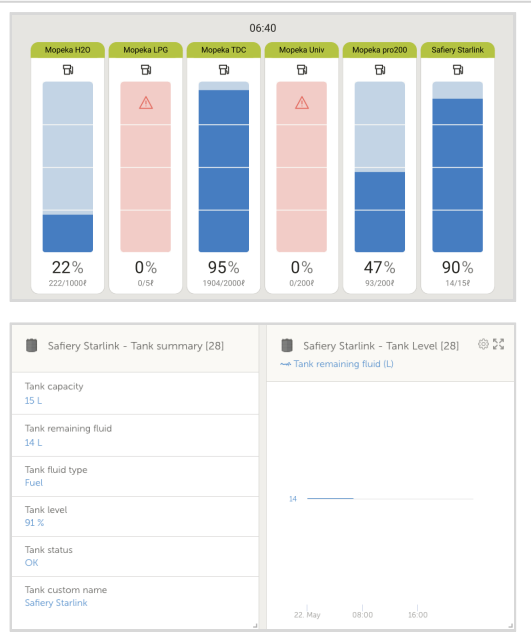 06:40
Mopeka H2O
Mopeka LPG
Mopeka TDC
Mopeka Univ
Mopeka pro200
Safiery Starlink
22%
0%
95%
0%
47%
90%
222/1000ℓ
0/5ℓ
1904/2000ℓ
0/200ℓ
93/200ℓ
14/15ℓ
Safiery Starlink - Tank summary [28]
Tank capacity
15 L
Tank remaining fluid
14 L
Tank fluid type
Fuel
Tank level
91 %
Tank status
OK
Tank custom name
Safiery Starlink
Safiery Starlink - Tank Level [28]
Tank remaining fluid (L)
14
22. May
08:00
16:00